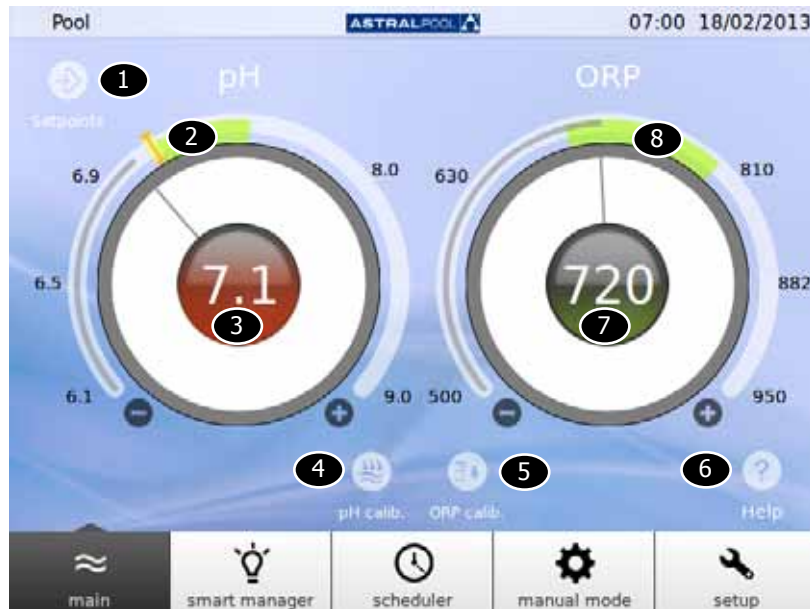 Pool ASTRALPOOL 07:00 18/02/2013
1 pH ORP
Setpoints
2 8
6.9 8.0 630 810
6.5 7.1 720 882
3 7
6.1 9.0 500 950
4 5 6 ?
pH calib. ORP calib. Help
main smart manager scheduler manual mode setup